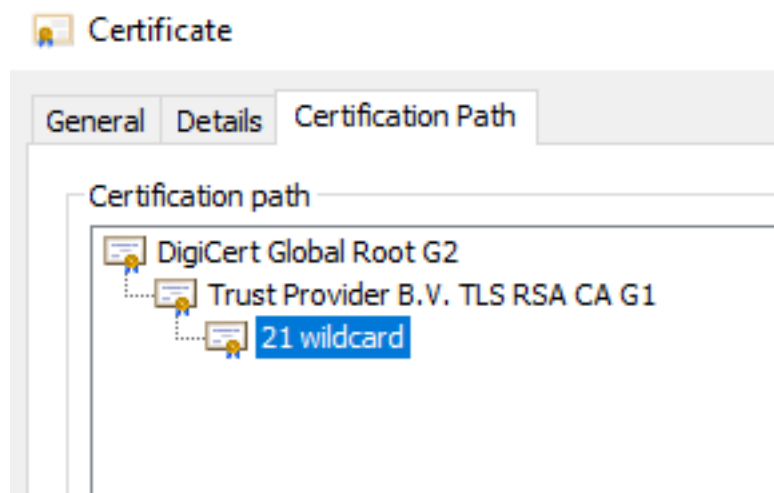 Certificate
General Details Certification Path
Certification path
DigiCert Global Root G2
Trust Provider B.V. TLS RSA CA G1
21 wildcard